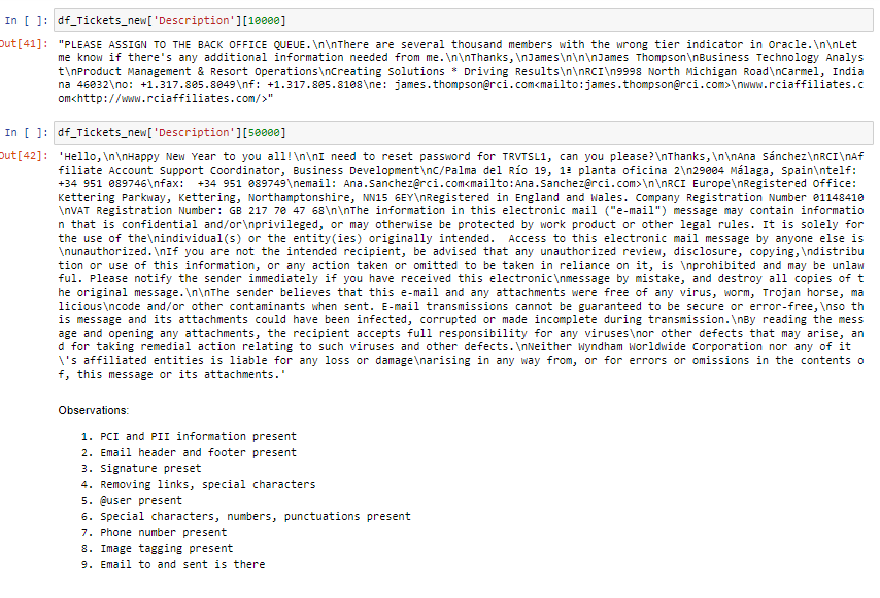 In [ ]: df_Tickets_new['Description'][10000]
Out[41]: "PLEASE ASSIGN TO THE BACK OFFICE QUEUE.\n\nThere are several thousand members with the wrong tier indicator in Oracle.\n\nLet
me know if there's any additional information needed from me.\n\nThanks,\nJames\n\n\nJames Thompson\nBusiness Technology Analys
t\nProduct Management & Resort Operations\nCreating Solutions * Driving Results\n\nRCI\n9998 North Michigan Road\nCarmel, India
na 46032\no: +1.317.805.8049\nf: +1.317.805.8108\ne: james.thompson@rci.com<mailto:james.thompson@rci.com>\nwww.rciaffiliates.c
om<http://www.rciaffiliates.com/>"
In [ ]: df_Tickets_new['Description'][50000]
Out[42]: 'Hello,\n\nHappy New Year to you all!\n\nI need to reset password for TRVTSL1, can you please?\nThanks,\n\nAna Sánchez\nRCI\nAf
filiate Account Support Coordinator, Business Development\nC/Palma del Río 19, 1ª planta oficina 2\n29004 Málaga, Spain\ntelf:
+34 951 089746\nfax:  +34 951 089749\nemail: Ana.Sanchez@rci.com<mailto:Ana.Sanchez@rci.com>\n\nRCI Europe\nRegistered Office:
Kettering Parkway, Kettering, Northamptonshire, NN15 6EY\nRegistered in England and Wales. Company Registration Number 01148410
\nVAT Registration Number: GB 217 70 47 68\n\nThe information in this electronic mail ("e-mail") message may contain informatio
n that is confidential and/or\nprivileged, or may otherwise be protected by work product or other legal rules. It is solely for
the use of the\nindividual(s) or the entity(ies) originally intended.  Access to this electronic mail message by anyone else is
\nunauthorized.\nIf you are not the intended recipient, be advised that any unauthorized review, disclosure, copying,\ndistribu
tion or use of this information, or any action taken or omitted to be taken in reliance on it, is \nprohibited and may be unlaw
ful. Please notify the sender immediately if you have received this electronic\nmessage by mistake, and destroy all copies of t
he original message.\n\nThe sender believes that this e-mail and any attachments were free of any virus, worm, Trojan horse, ma
licious\ncode and/or other contaminants when sent. E-mail transmissions cannot be guaranteed to be secure or error-free,\nso th
is message and its attachments could have been infected, corrupted or made incomplete during transmission.\nBy reading the mess
age and opening any attachments, the recipient accepts full responsibility for any viruses\nor other defects that may arise, an
d for taking remedial action relating to such viruses and other defects.\nNeither Wyndham Worldwide Corporation nor any of it
\'s affiliated entities is liable for any loss or damage\narising in any way from, or for errors or omissions in the contents o
f, this message or its attachments.'
Observations:
1. PCI and PII information present
2. Email header and footer present
3. Signature preset
4. Removing links, special characters
5. @user present
6. Special characters, numbers, punctuations present
7. Phone number present
8. Image tagging present
9. Email to and sent is there